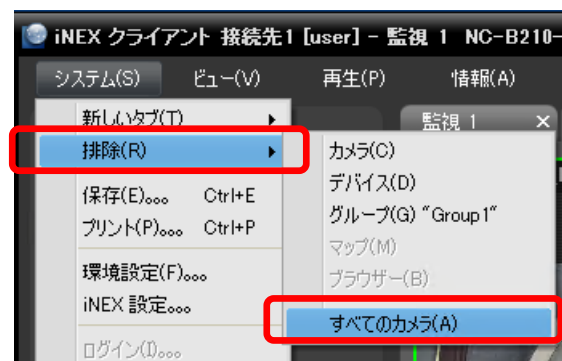 iNEX クライアント 接続先1 [user] - 監視 1 NC-B210-
システム(S) ビュー(V) 再生(P) 情報(A)
新しいタブ(T)
監視 1 ×
排除(R)
カメラ(C)
デバイス(D)
保存(E)... Ctrl+E
グループ(G) "Group1"
プリント(P)... Ctrl+P
マップ(M)
環境設定(F)...
ブラウザー(B)
iNEX 設定...
すべてのカメラ(A)
ログイン(I)...